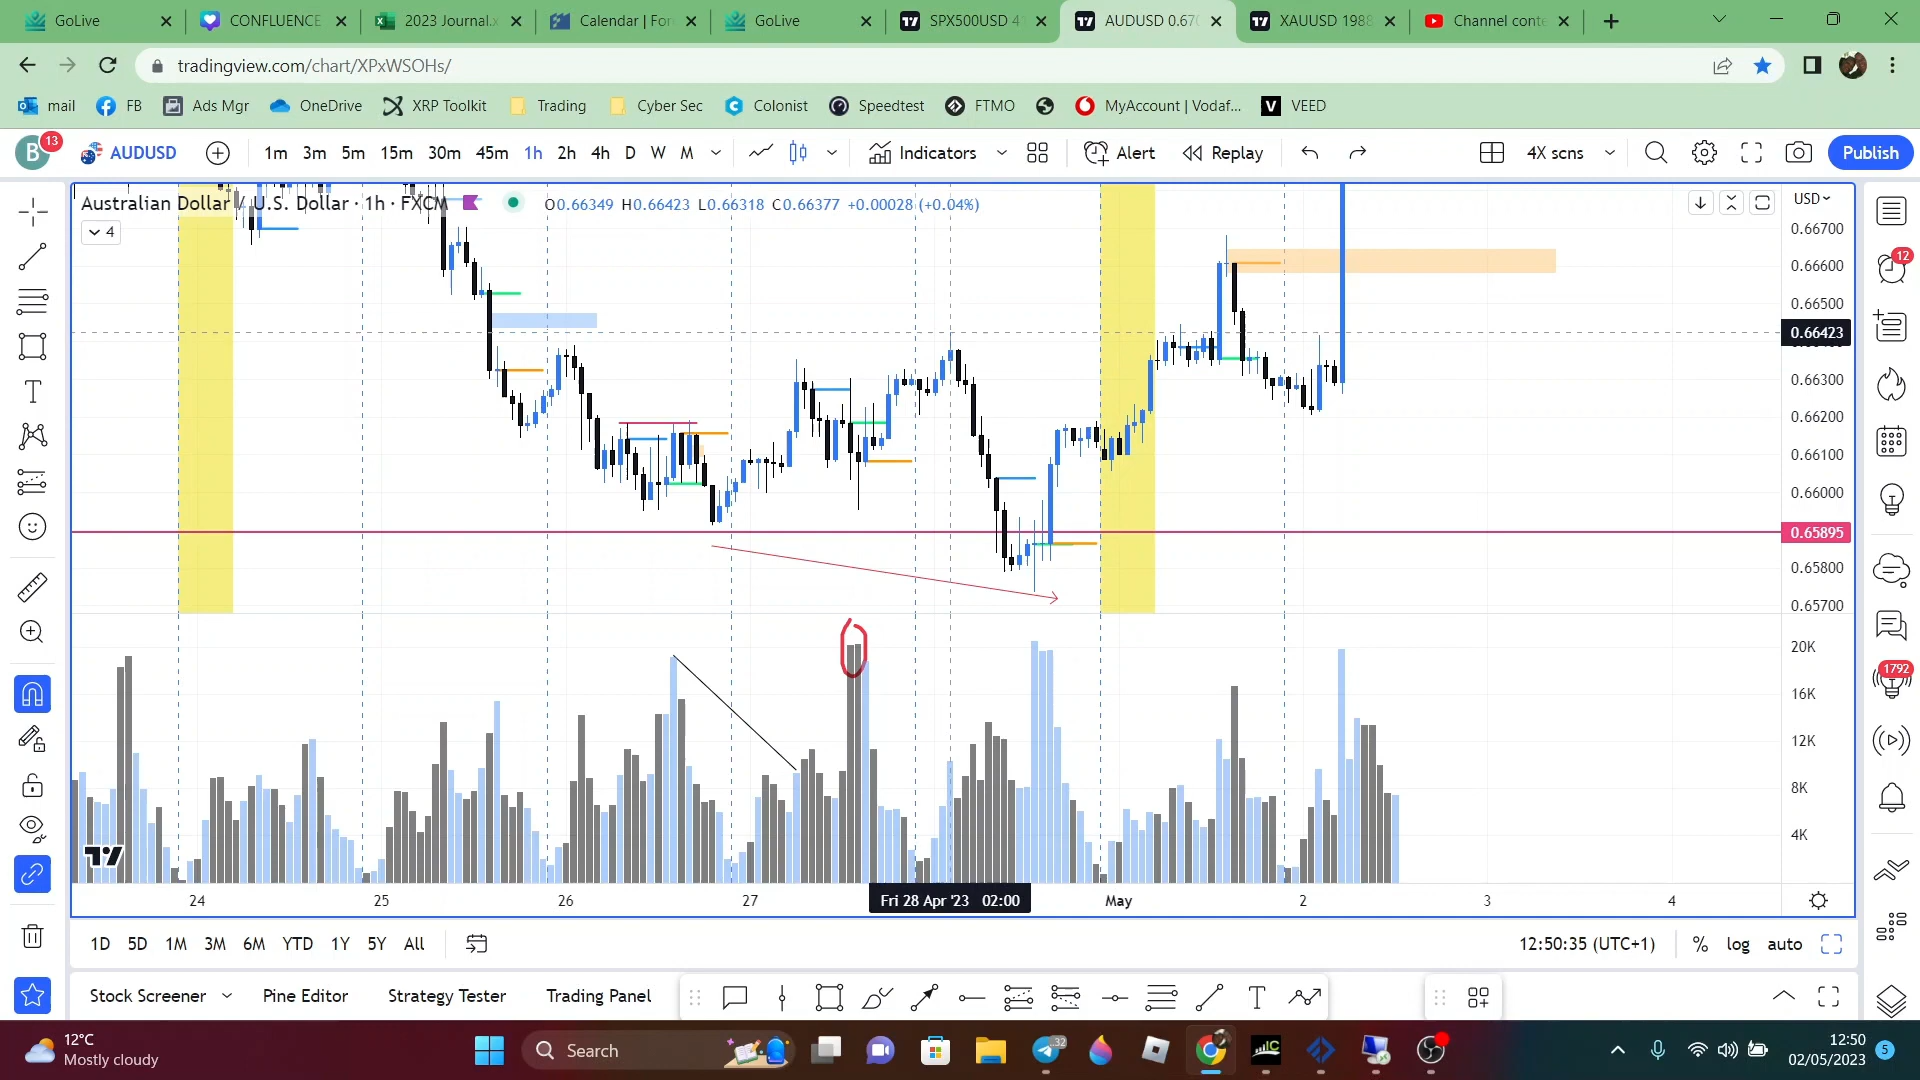 GoLive
CONFLUENCE
2023 Journal.x
Calendar | For
GoLive
SPX500USD 4
AUDUSD 0.670
XAUUSD 1988
Channel conte
tradingview.com/chart/XPxWSOHs/
mail
FB
Ads Mgr
OneDrive
XRP Toolkit
Trading
Cyber Sec
Colonist
Speedtest
FTMO
MyAccount | Vodaf...
VEED
B 13 AUDUSD 1m 3m 5m 15m 30m 45m 1h 2h 4h D W M Indicators Alert Replay 4X scns Publish
Australian Dollar / U.S. Dollar · 1h · FXCM O0.66349 H0.66423 L0.66318 C0.66377 +0.00028 (+0.04%)
4
USD
0.66700
0.66600
0.66500
0.66423
0.66300
0.66200
0.66100
0.66000
0.65895
0.65800
0.65700
20K
16K
12K
8K
4K
12
1792
24 25 26 27 Fri 28 Apr '23 02:00 May 2 3 4
1D 5D 1M 3M 6M YTD 1Y 5Y All 12:50:35 (UTC+1) % log auto
Stock Screener Pine Editor Strategy Tester Trading Panel T
12°C
Mostly cloudy
Search
32
12:50
02/05/2023
5